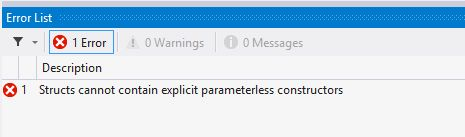 Error List
1 Error
0 Warnings
0 Messages
Description
1 Structs cannot contain explicit parameterless constructors